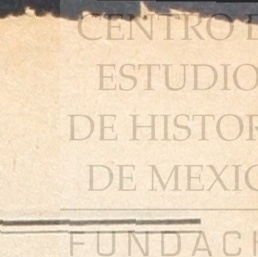 CENTRO
ESTUDIO
DE HISTOR
DE MEXIC
FUNDAC